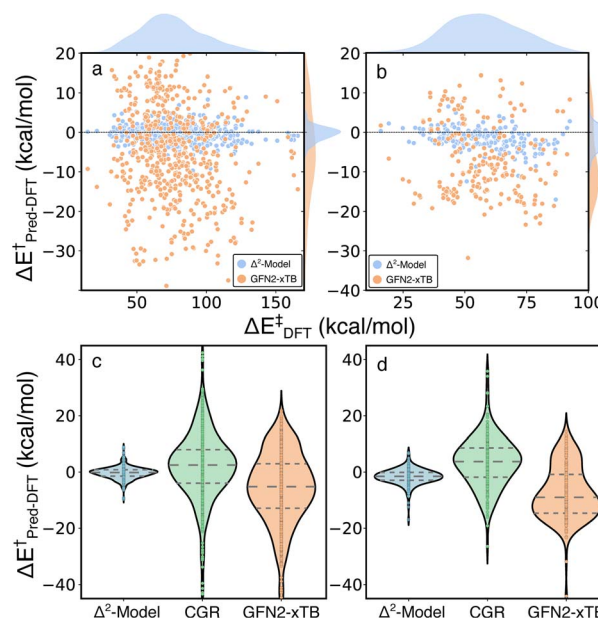 a
b
20
10
0
−10
−20
−30
ΔE†Pred-DFT (kcal/mol)
Δ²-Model
GFN2-xTB
50
100
150
20
10
0
−10
−20
−30
−40
Δ²-Model
GFN2-xTB
25
50
75
100
ΔE‡DFT (kcal/mol)
c
d
40
20
0
−20
−40
ΔE†Pred-DFT (kcal/mol)
Δ²-Model
CGR
GFN2-xTB
40
20
0
−20
−40
Δ²-Model
CGR
GFN2-xTB